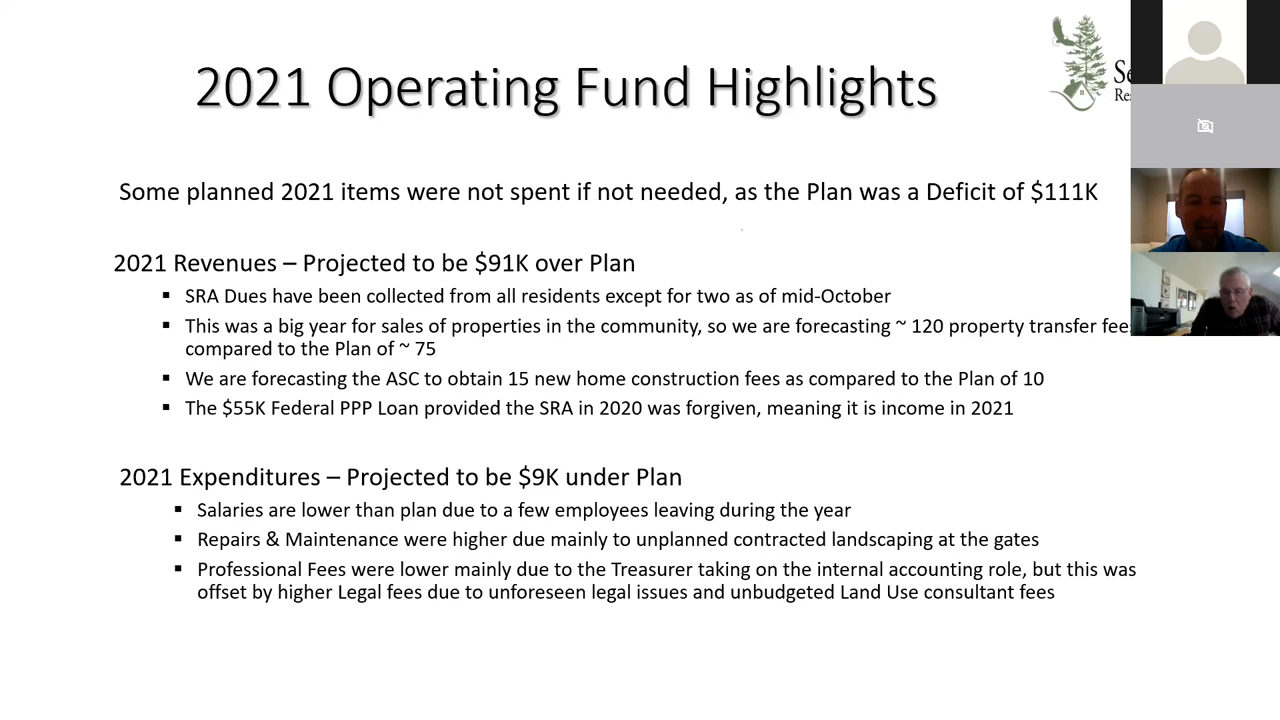 2021 Operating Fund Highlights
Some planned 2021 items were not spent if not needed, as the Plan was a Deficit of $111K
2021 Revenues – Projected to be $91K over Plan
▪ SRA Dues have been collected from all residents except for two as of mid-October
▪ This was a big year for sales of properties in the community, so we are forecasting ~ 120 property transfer fees
compared to the Plan of ~ 75
▪ We are forecasting the ASC to obtain 15 new home construction fees as compared to the Plan of 10
▪ The $55K Federal PPP Loan provided the SRA in 2020 was forgiven, meaning it is income in 2021
2021 Expenditures – Projected to be $9K under Plan
▪ Salaries are lower than plan due to a few employees leaving during the year
▪ Repairs & Maintenance were higher due mainly to unplanned contracted landscaping at the gates
▪ Professional Fees were lower mainly due to the Treasurer taking on the internal accounting role, but this was
offset by higher Legal fees due to unforeseen legal issues and unbudgeted Land Use consultant fees